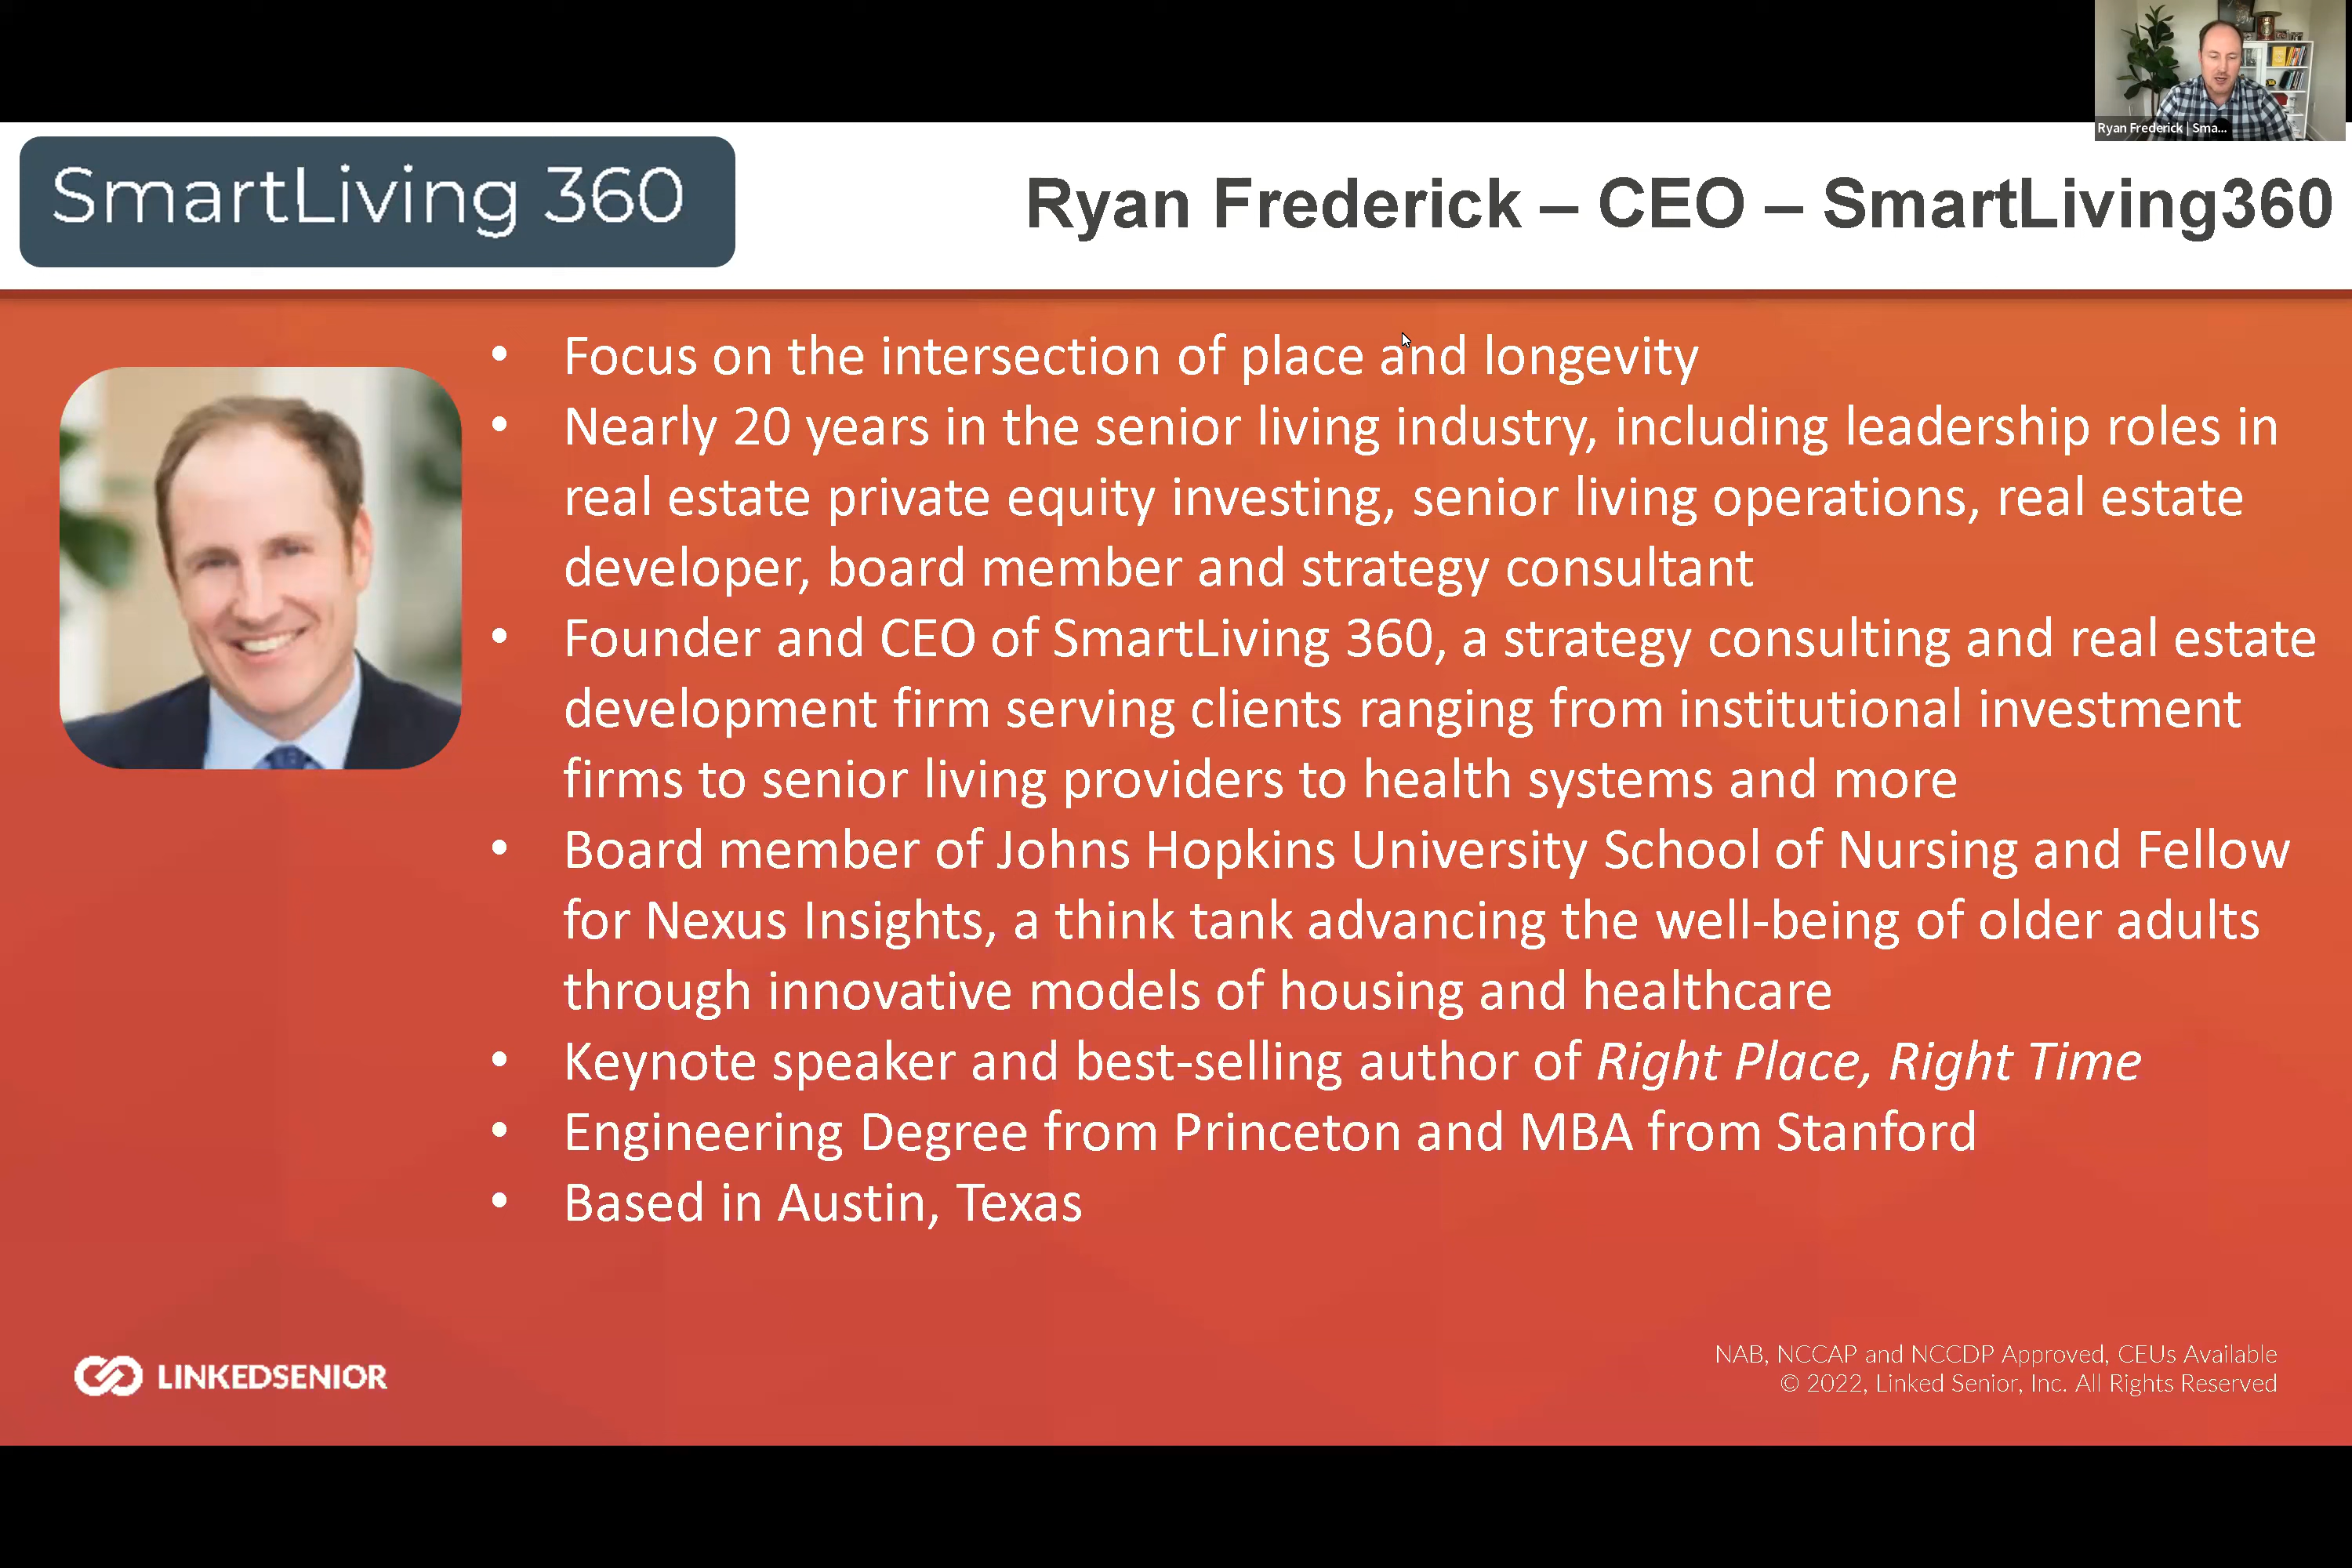 Ryan Frederick | Sma...
SmartLiving 360
Ryan Frederick – CEO – SmartLiving360
• Focus on the intersection of place and longevity
• Nearly 20 years in the senior living industry, including leadership roles in
real estate private equity investing, senior living operations, real estate
developer, board member and strategy consultant
• Founder and CEO of SmartLiving 360, a strategy consulting and real estate
development firm serving clients ranging from institutional investment
firms to senior living providers to health systems and more
• Board member of Johns Hopkins University School of Nursing and Fellow
for Nexus Insights, a think tank advancing the well-being of older adults
through innovative models of housing and healthcare
• Keynote speaker and best-selling author of Right Place, Right Time
• Engineering Degree from Princeton and MBA from Stanford
• Based in Austin, Texas
LINKEDSENIOR
NAB, NCCAP and NCCDP Approved, CEUs Available
© 2022, Linked Senior, Inc. All Rights Reserved